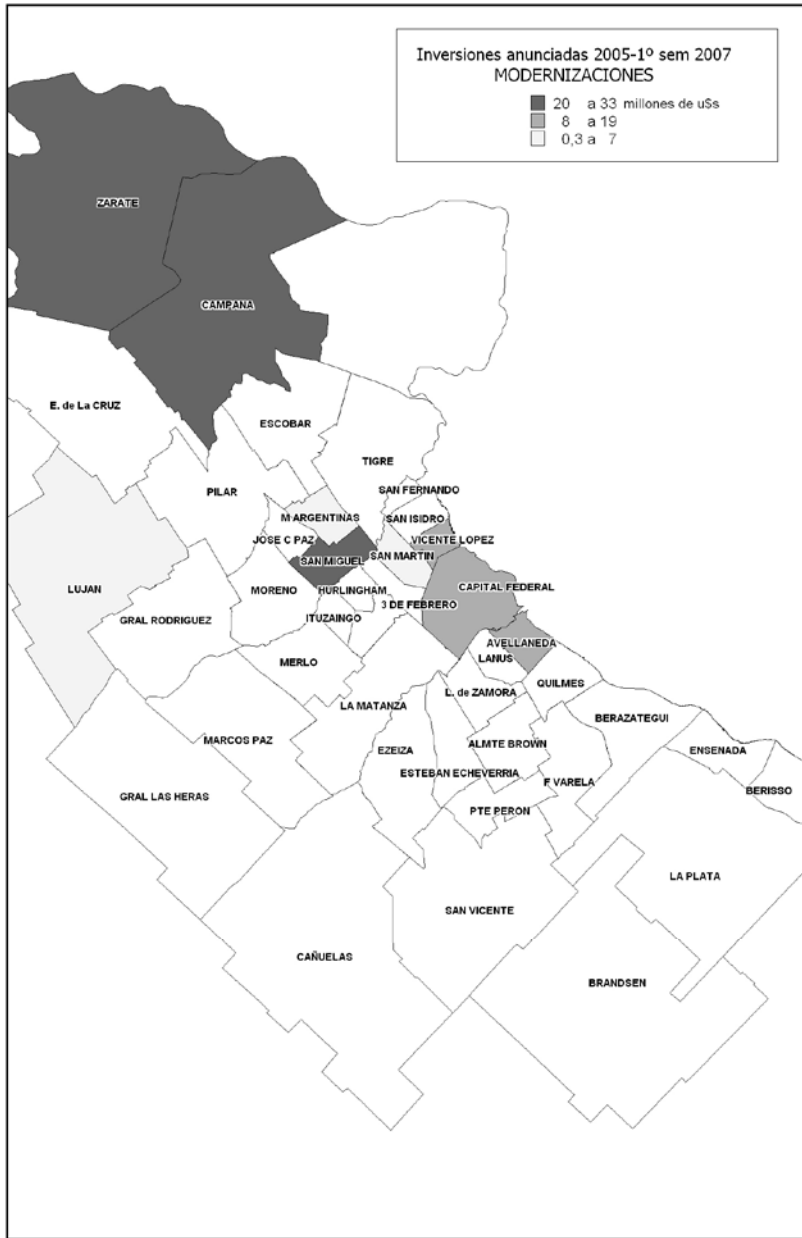 Inversiones anunciadas 2005-1º sem 2007
MODERNIZACIONES
20 a 33 millones de u$s
8 a 19
0,3 a 7
ZARATE
CAMPANA
E. de La CRUZ
ESCOBAR
TIGRE
PILAR
SAN FERNANDO
M ARGENTINAS
SAN ISIDRO
JOSE C PAZ
VICENTE LOPEZ
SAN MIGUEL
SAN MARTIN
LUJAN
MORENO
HURLINGHAM
CAPITAL FEDERAL
3 DE FEBRERO
GRAL RODRIGUEZ
ITUZAINGO
AVELLANEDA
LANUS
MERLO
QUILMES
L. de ZAMORA
LA MATANZA
BERAZATEGUI
MARCOS PAZ
ALMTE BROWN
EZEIZA
ENSENADA
ESTEBAN ECHEVERRIA
F VARELA
BERISSO
GRAL LAS HERAS
PTE PERON
LA PLATA
SAN VICENTE
CAÑUELAS
BRANDSEN